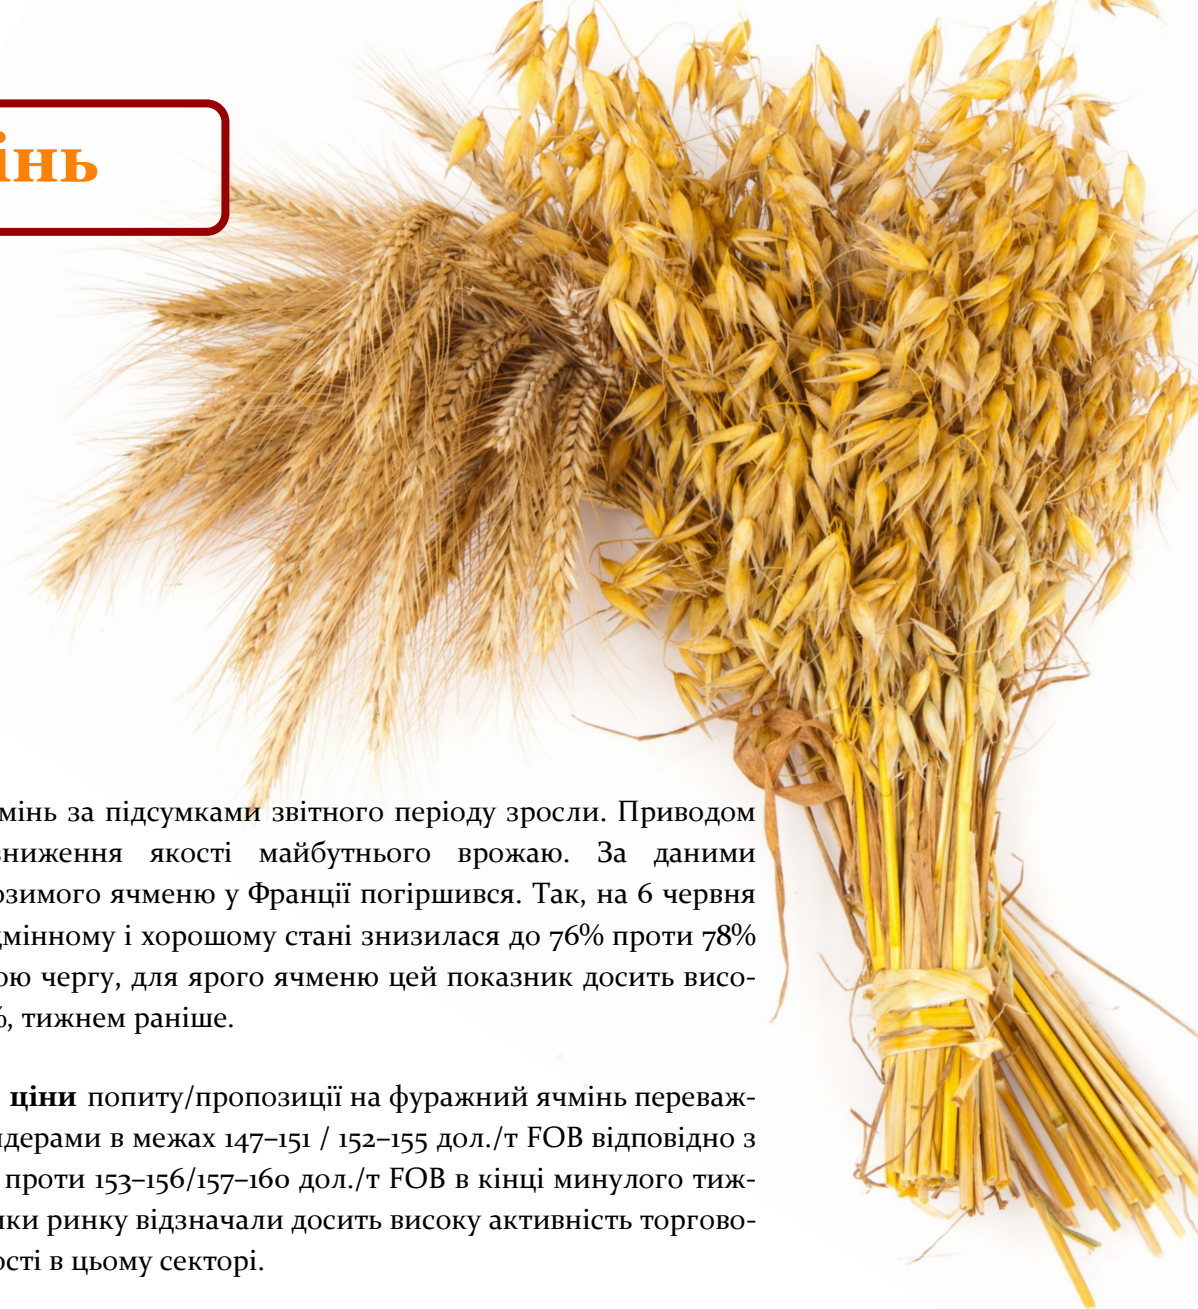 інь
мінь за підсумками звітного періоду зросли. Приводом
зниження якості майбутнього врожаю. За даними
озимого ячменю у Франції погіршився. Так, на 6 червня
дмінному і хорошому стані знизилася до 76% проти 78%
ою чергу, для ярого ячменю цей показник досить висо-
%, тижнем раніше.
ціни попиту/пропозиції на фуражний ячмінь переваж-
йдерами в межах 147–151 / 152–155 дол./т FOB відповідно з
проти 153–156/157–160 дол./т FOB в кінці минулого тиж-
ики ринку відзначали досить високу активність торгово-
ості в цьому секторі.